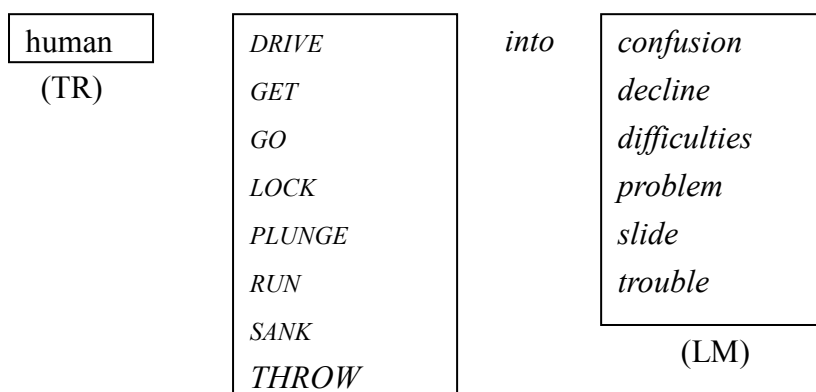 human DRIVE into confusion
(TR) GET decline
GO difficulties
LOCK problem
PLUNGE slide
RUN trouble
SANK
(LM)
THROW